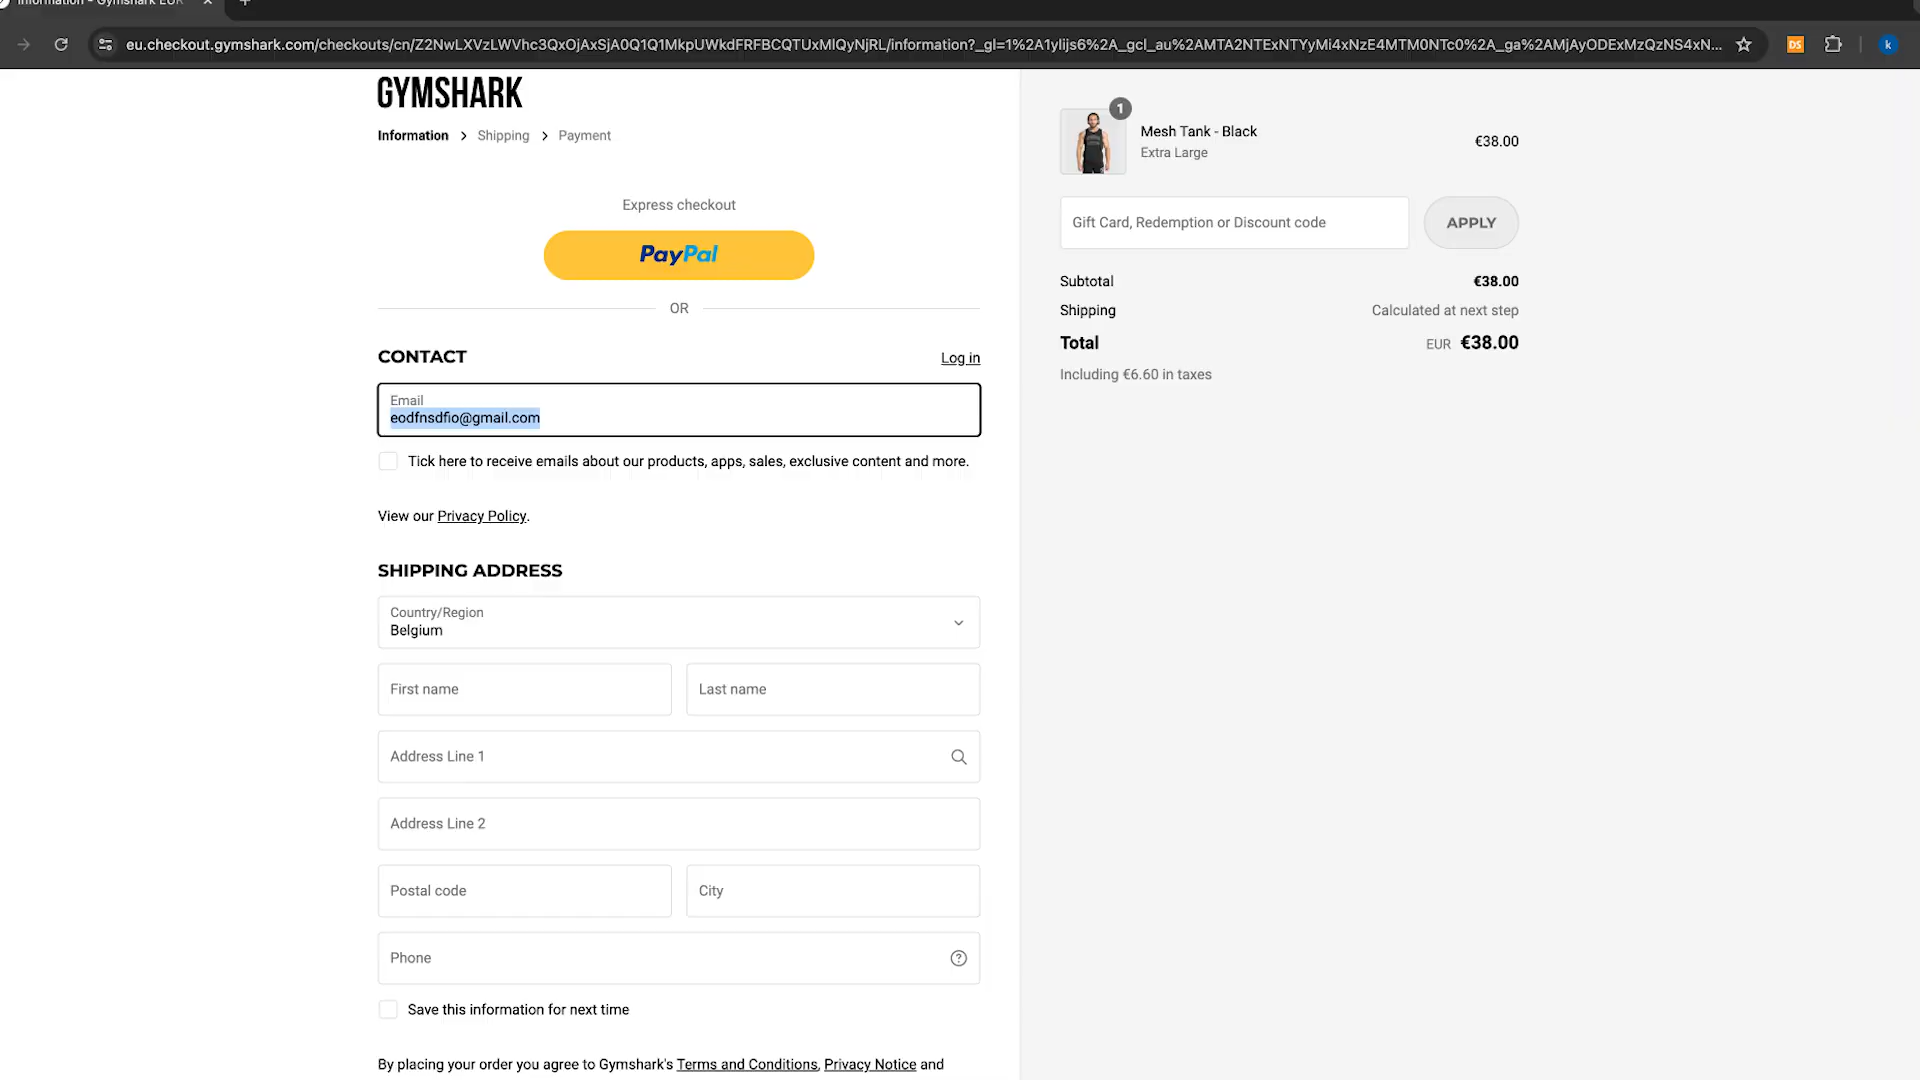 Information - Gymshark EUR
eu.checkout.gymshark.com/checkouts/cn/Z2NwLXVzLWVhc3QxOjAxSjA0Q1Q1MkpUWkdFRFBCQTUxMlQyNjRL/information?_gl=1%2A1ylijs6%2A_gcl_au%2AMTA2NTExNTYyMi4xNzE4MTM0NTc0%2A_ga%2AMjAyODExMzQzNS4xN...
DS
k
GYMSHARK
Information > Shipping > Payment
Express checkout
PayPal
OR
CONTACT
Log in
Email
eodfnsdfio@gmail.com
Tick here to receive emails about our products, apps, sales, exclusive content and more.
View our Privacy Policy.
SHIPPING ADDRESS
Country/Region
Belgium
First name
Last name
Address Line 1
Address Line 2
Postal code
City
Phone
Save this information for next time
By placing your order you agree to Gymshark's Terms and Conditions, Privacy Notice and
1
Mesh Tank - Black
Extra Large
€38.00
Gift Card, Redemption or Discount code
APPLY
Subtotal
€38.00
Shipping
Calculated at next step
Total
EUR €38.00
Including €6.60 in taxes